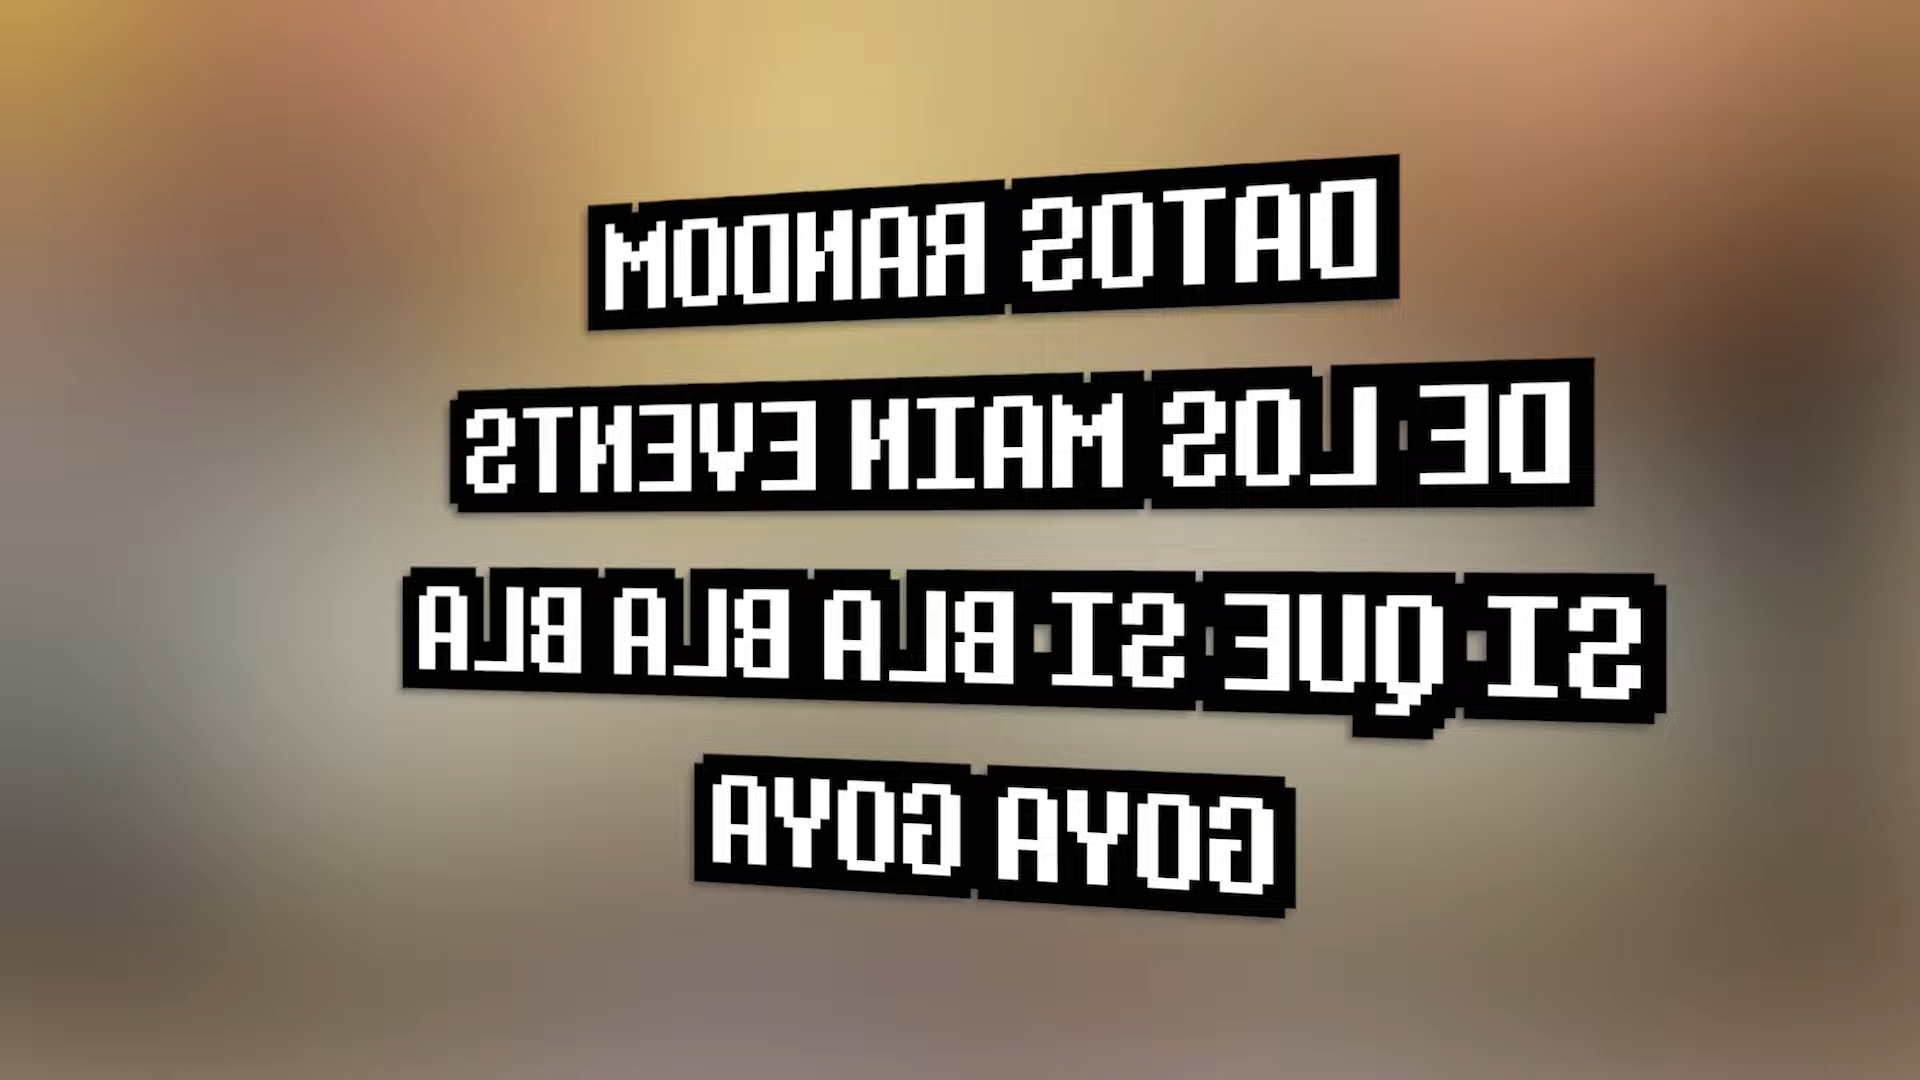 DATOS RANDOM
DE LOS MAIN EVENTS
SI QUE SI BLA BLA BLA
GOYA GOYA